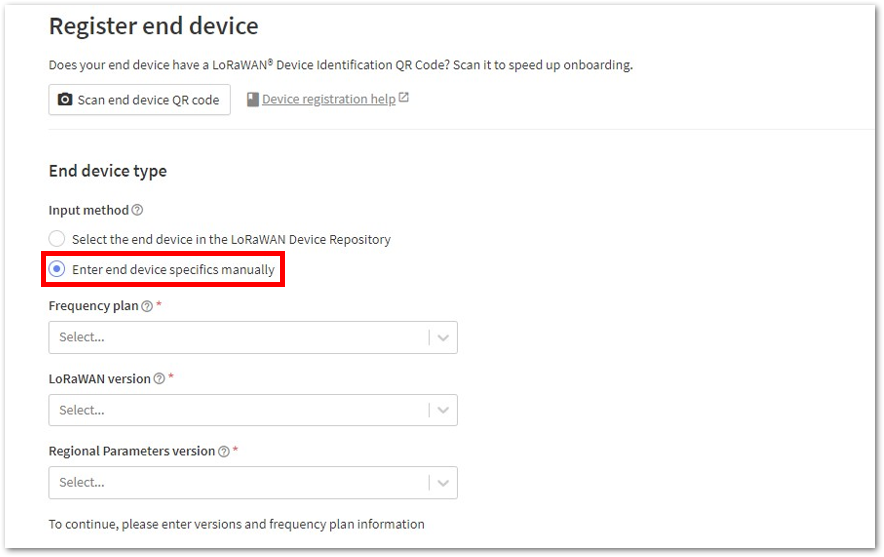 Register end device
Does your end device have a LoRaWAN® Device Identification QR Code? Scan it to speed up onboarding.
Scan end device QR code Device registration help
End device type
Input method
Select the end device in the LoRaWAN Device Repository
Enter end device specifics manually
Frequency plan *
Select...
LoRaWAN version *
Select...
Regional Parameters version *
Select...
To continue, please enter versions and frequency plan information